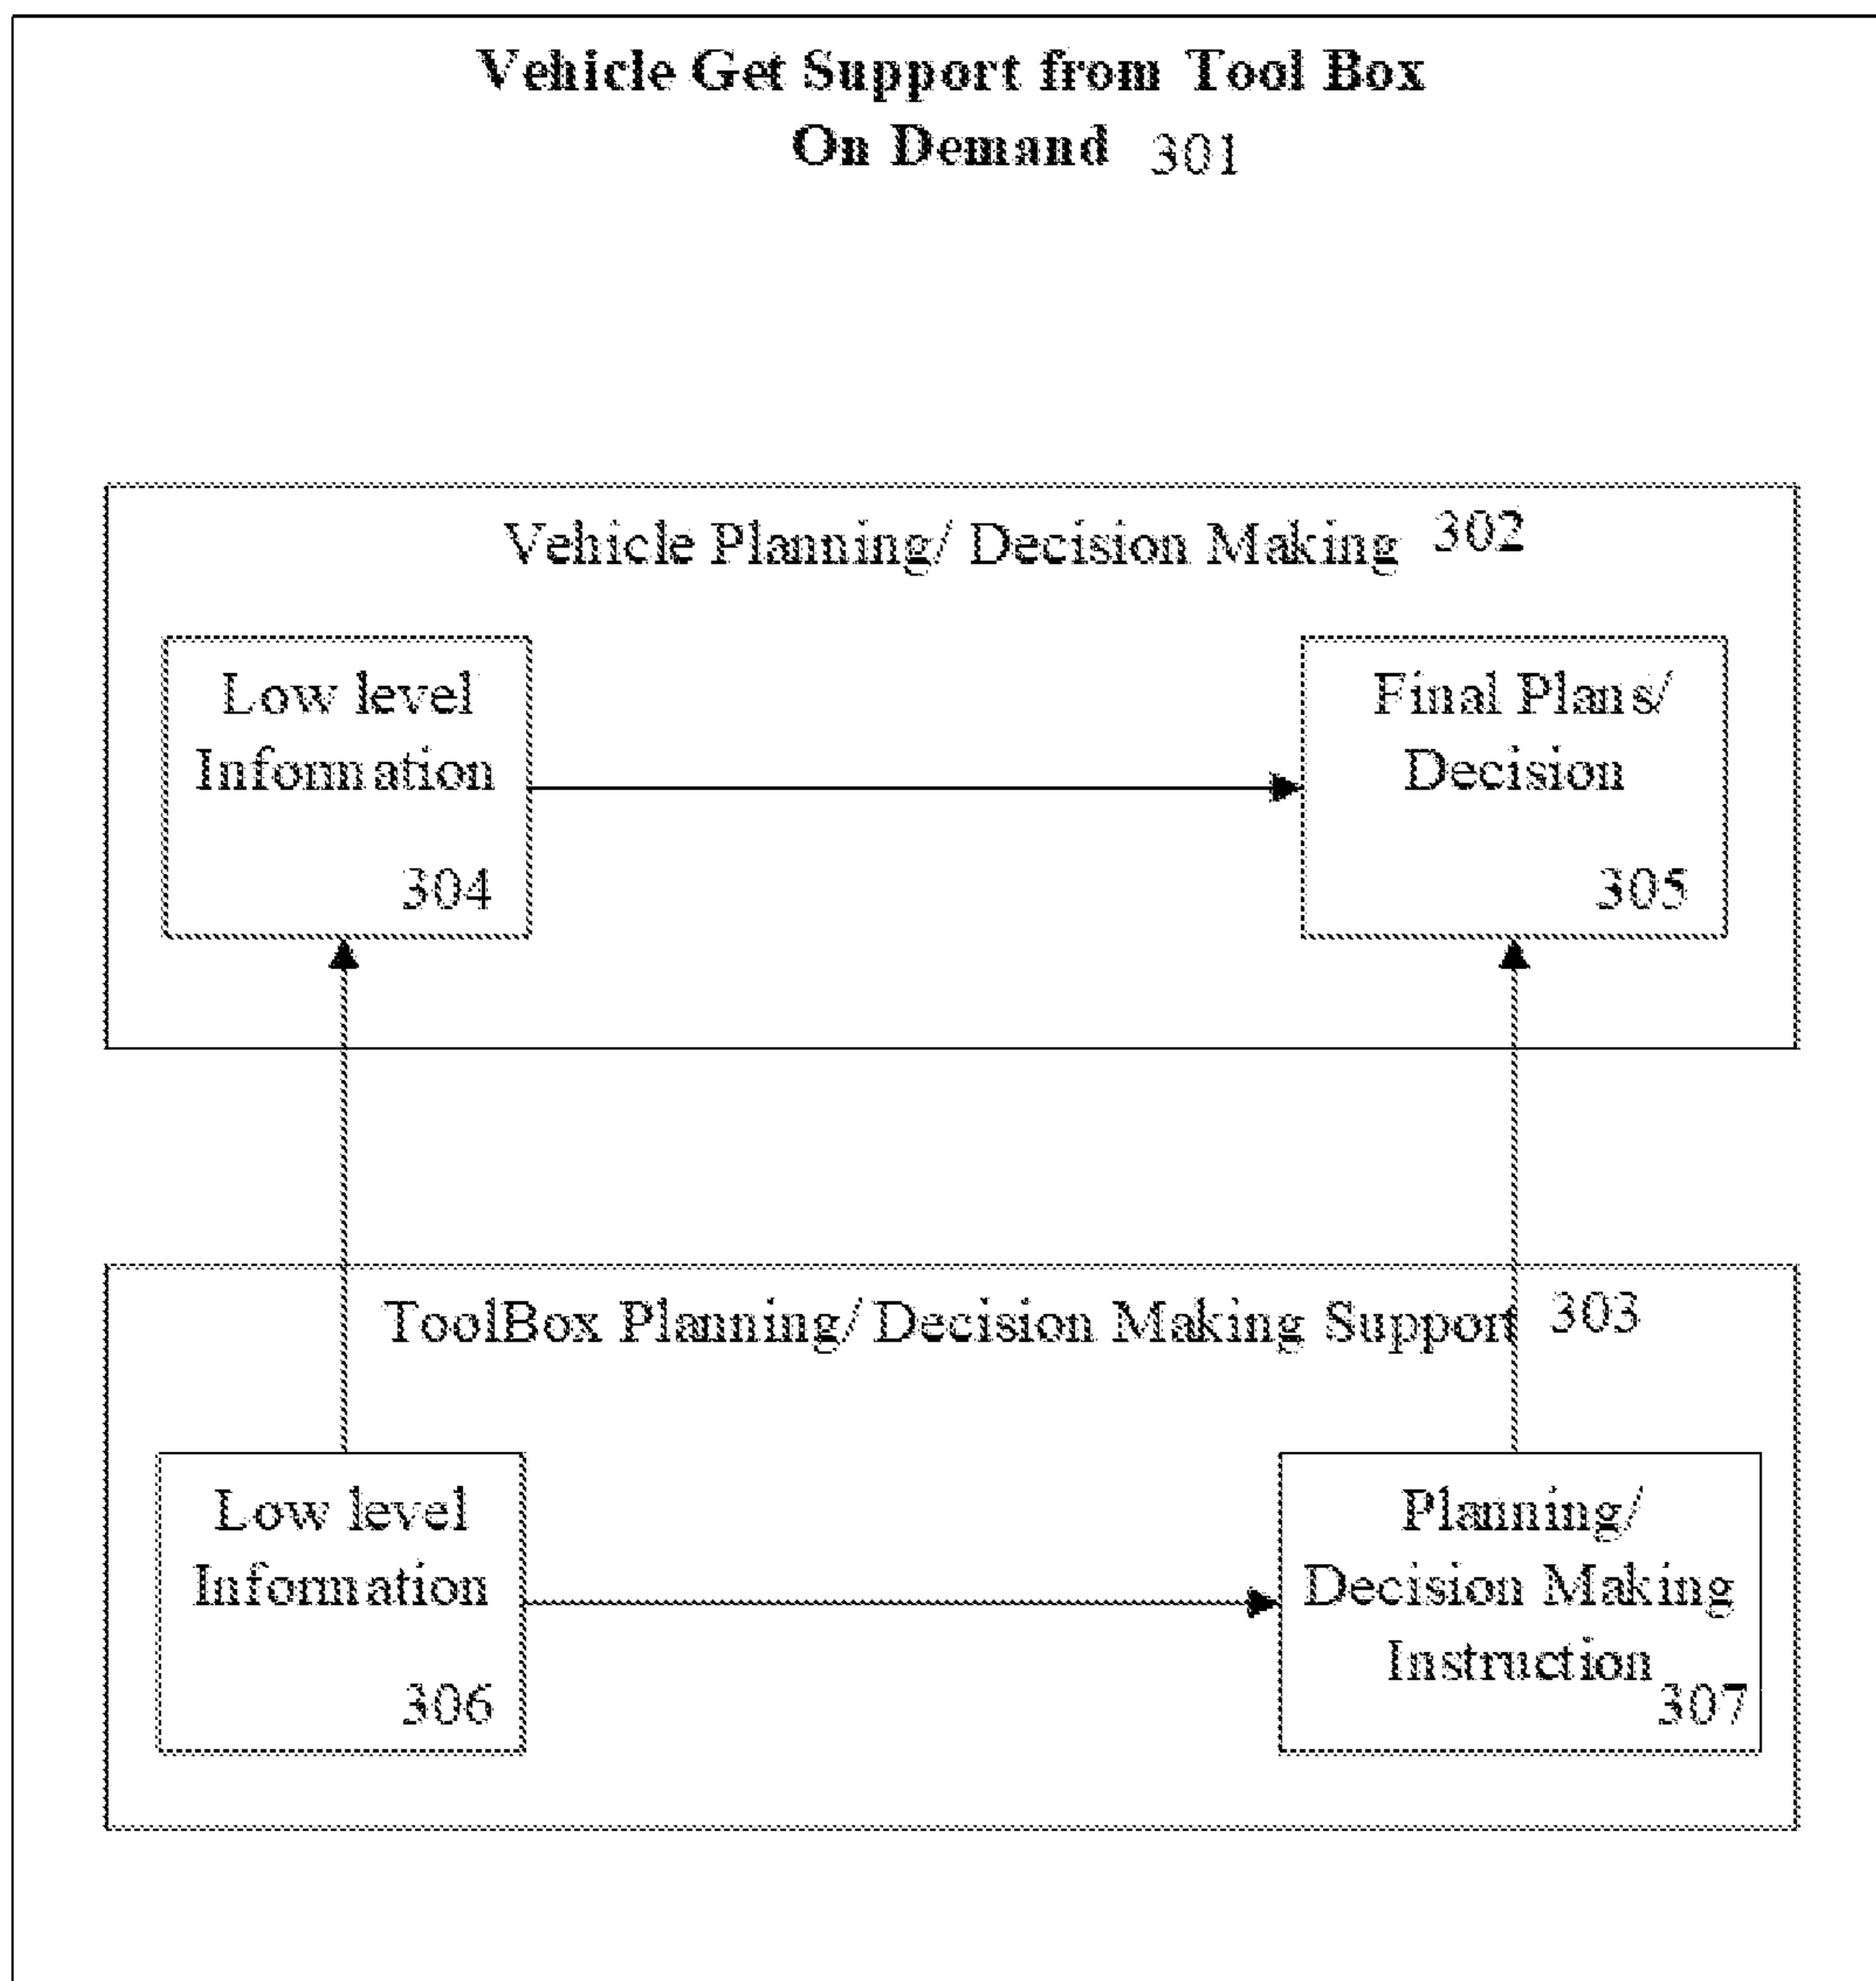 Vehicle Get Support from Tool Box
On Demand 301
Vehicle Planning/ Decision Making 302
Low level
Information
304
Final Plans/
Decision
305
ToolBox Planning/ Decision Making Support 303
Low level
Information
306
Planning/
Decision Making
Instruction
307